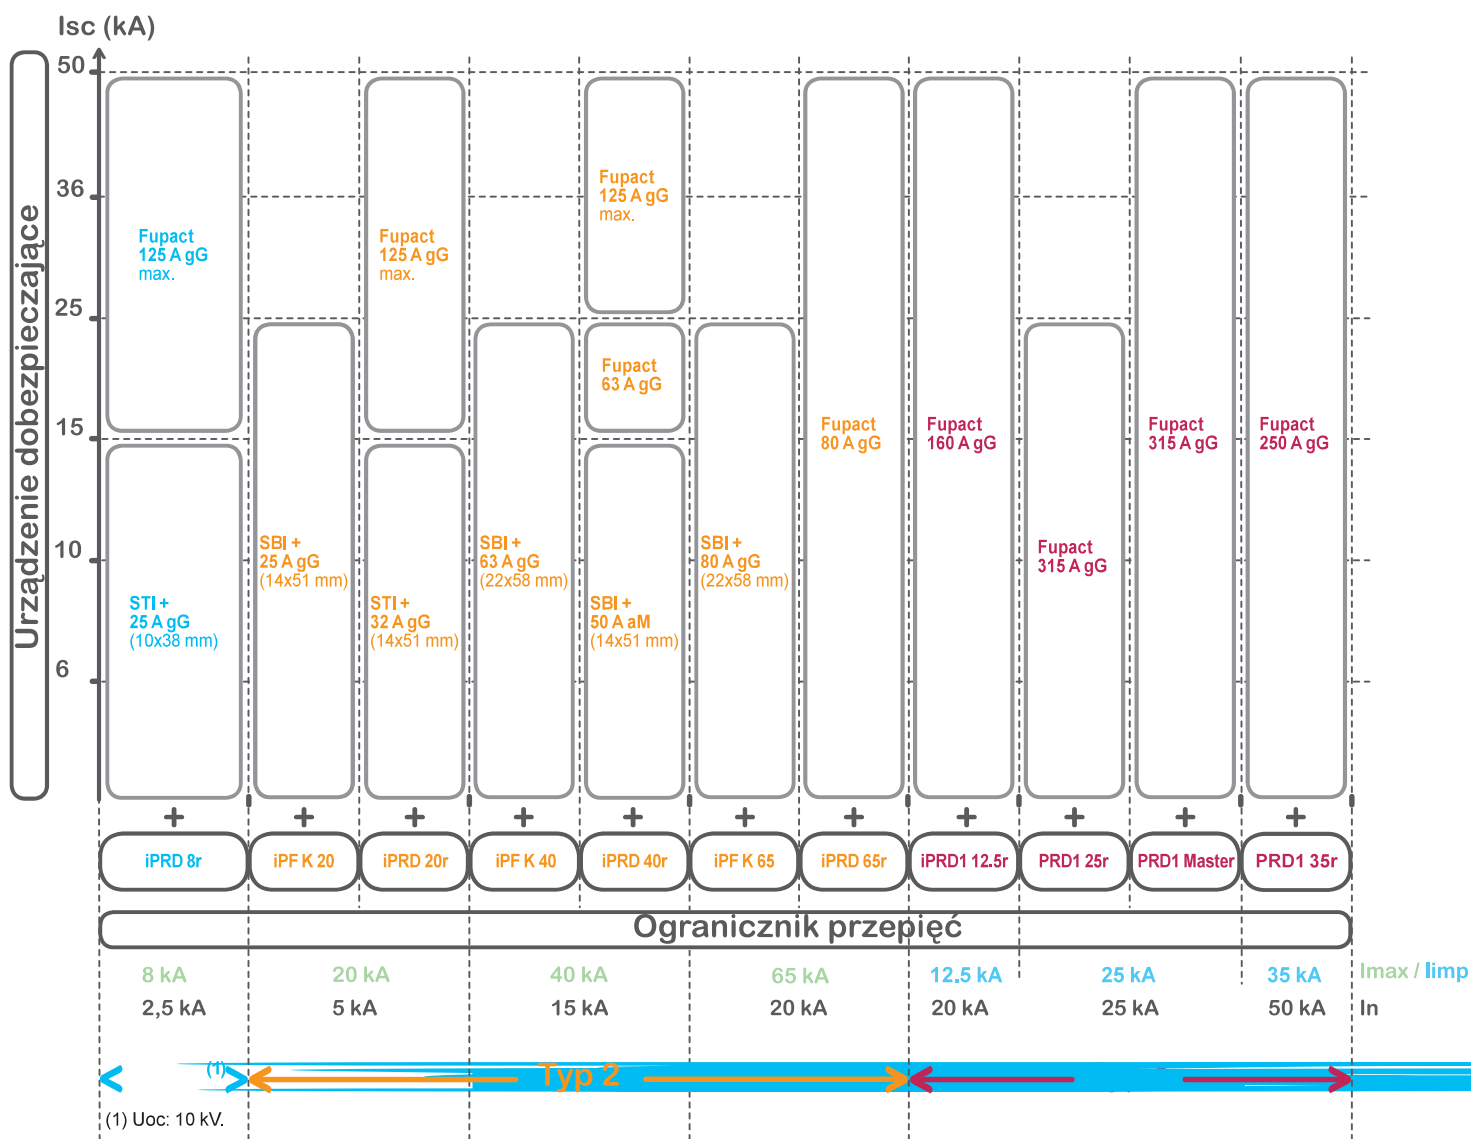 Isc (kA)
Urządzenie dobezpieczające
50
36
25
15
10
6
Fupact
125 A gG
max.
STI +
25 A gG
(10x38 mm)
SBI +
25 A gG
(14x51 mm)
Fupact
125 A gG
max.
STI +
32 A gG
(14x51 mm)
SBI +
63 A gG
(22x58 mm)
Fupact
125 A gG
max.
Fupact
63 A gG
SBI +
50 A aM
(14x51 mm)
SBI +
80 A gG
(22x58 mm)
Fupact
80 A gG
Fupact
160 A gG
Fupact
315 A gG
Fupact
315 A gG
Fupact
250 A gG
+ + + + + + + + + + +
iPRD 8r iPF K 20 iPRD 20r iPF K 40 iPRD 40r iPF K 65 iPRD 65r iPRD1 12.5r PRD1 25r PRD1 Master PRD1 35r
Ogranicznik przepięć
8 kA 20 kA 40 kA 65 kA 12.5 kA 25 kA 35 kA Imax / Iimp
2,5 kA 5 kA 15 kA 20 kA 20 kA 25 kA 50 kA In
(1) Typ 2
(1) Uoc: 10 kV.